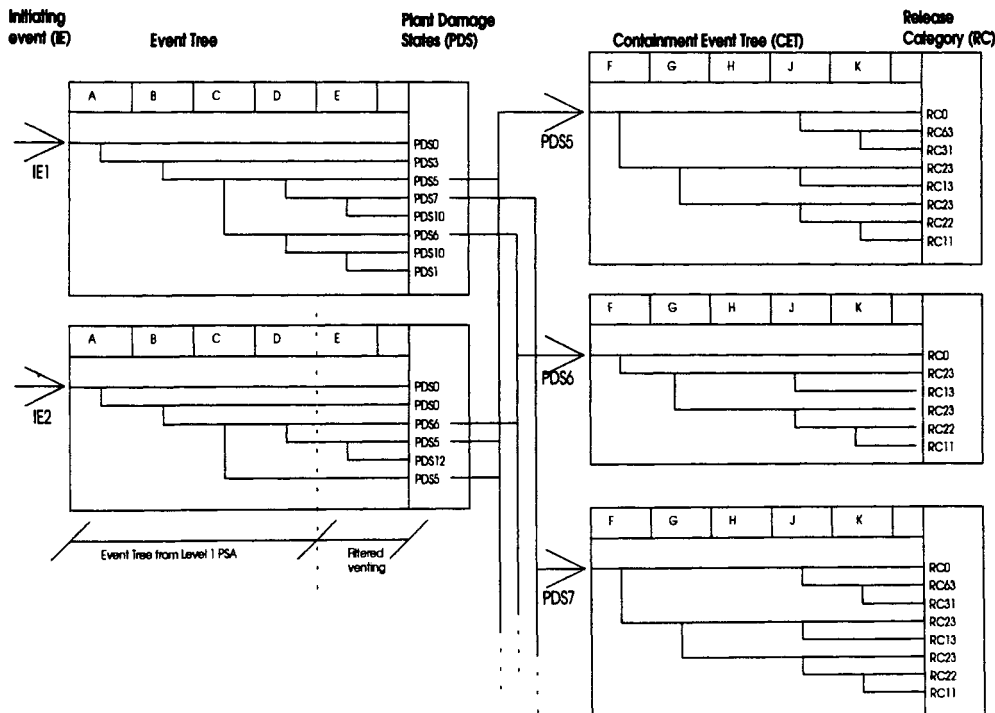 Initiating
event (IE)
Event Tree
Plant Damage
States (PDS)
Containment Event Tree (CET)
Release
Category (RC)
A B C D E
IE1
PDS0
PDS3
PDS5
PDS7
PDS10
PDS6
PDS10
PDS1
A B C D E
IE2
PDS0
PDS0
PDS6
PDS5
PDS12
PDS5
Event Tree from Level 1 PSA
Filtered
venting
F G H J K
PDS5
RC0
RC63
RC31
RC23
RC13
RC23
RC22
RC11
F G H J K
PDS6
RC0
RC23
RC13
RC23
RC22
RC11
F G H J K
PDS7
RC0
RC63
RC31
RC23
RC13
RC23
RC22
RC11